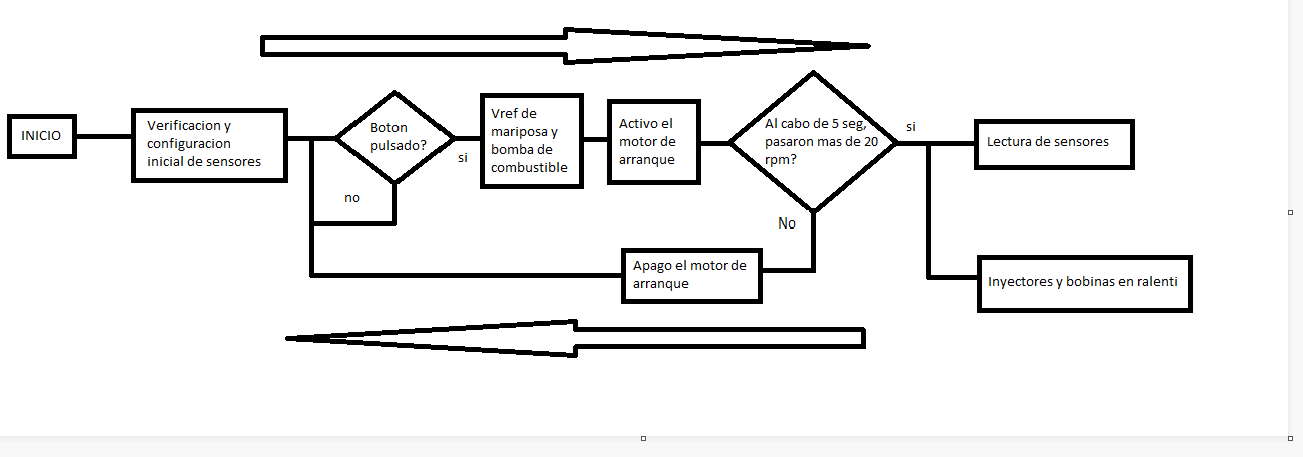 INICIO
Verificacion y
configuracion
inicial de sensores
Boton
pulsado?
si
no
Vref de
mariposa y
bomba de
combustible
Activo el
motor de
arranque
Al cabo de 5 seg,
pasaron mas de 20
rpm?
si
No
Apago el motor de
arranque
Lectura de sensores
Inyectores y bobinas en ralenti